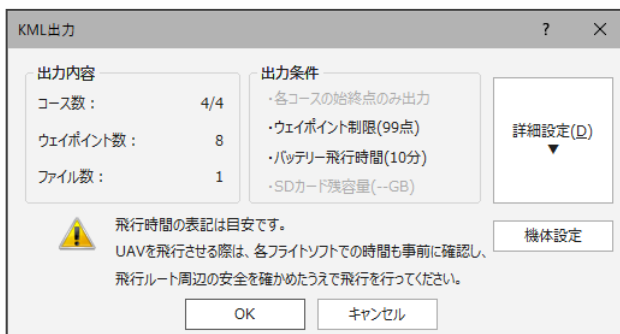 KML出力
? ×
出力内容
コース数： 4/4
ウェイポイント数： 8
ファイル数： 1
出力条件
・各コースの始終点のみ出力
・ウェイポイント制限(99点)
・バッテリー飛行時間(10分)
・SDカード残容量(--GB)
詳細設定(D)
▼
飛行時間の表記は目安です。
UAVを飛行させる際は、各フライトソフトでの時間も事前に確認し、
飛行ルート周辺の安全を確かめたうえで飛行を行ってください。
機体設定
OK
キャンセル